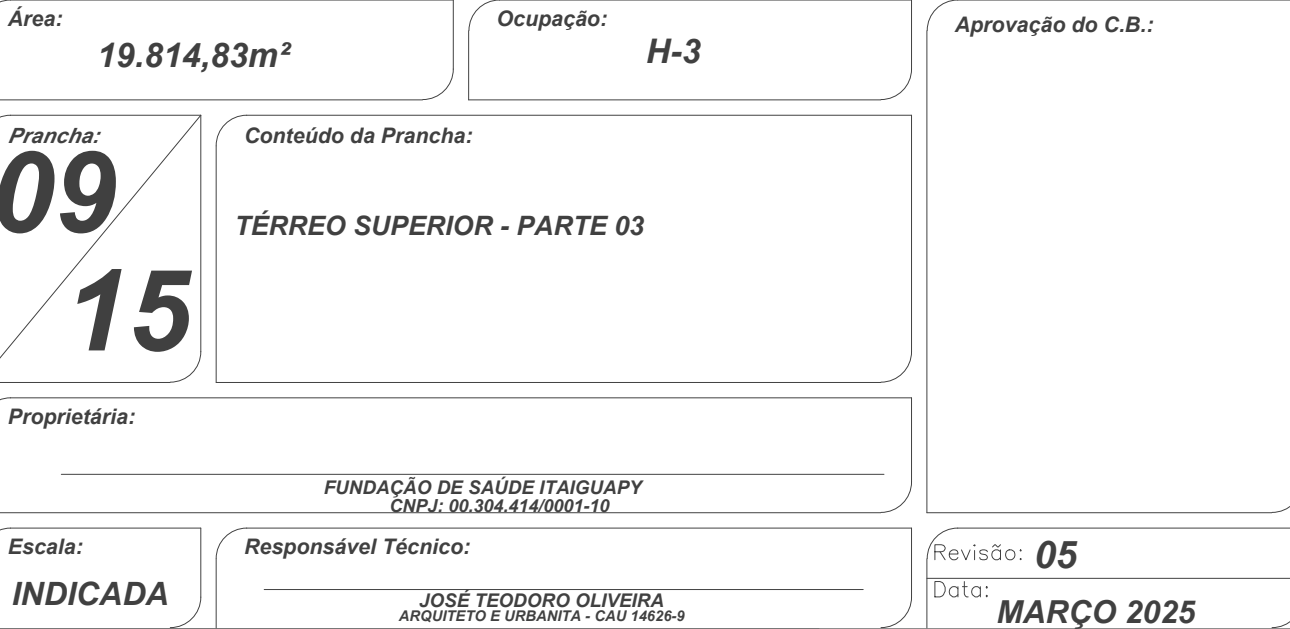 Área:
19.814,83m²
Ocupação:
H-3
Aprovação do C.B.:
Prancha:
09
15
Conteúdo da Prancha:
TÉRREO SUPERIOR - PARTE 03
Proprietária:
FUNDAÇÃO DE SAÚDE ITAIGUAPY
CNPJ: 00.304.414/0001-10
Escala:
INDICADA
Responsável Técnico:
JOSÉ TEODORO OLIVEIRA
ARQUITETO E URBANITA - CAU 14626-9
Revisão: 05
Data:
MARÇO 2025